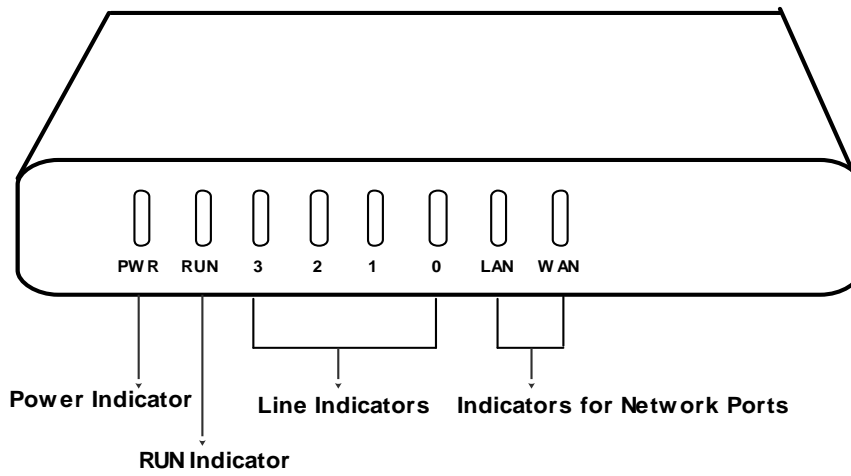 PWR RUN 3 2 1 0 LAN WAN
Power Indicator Line Indicators Indicators for Network Ports
RUN Indicator